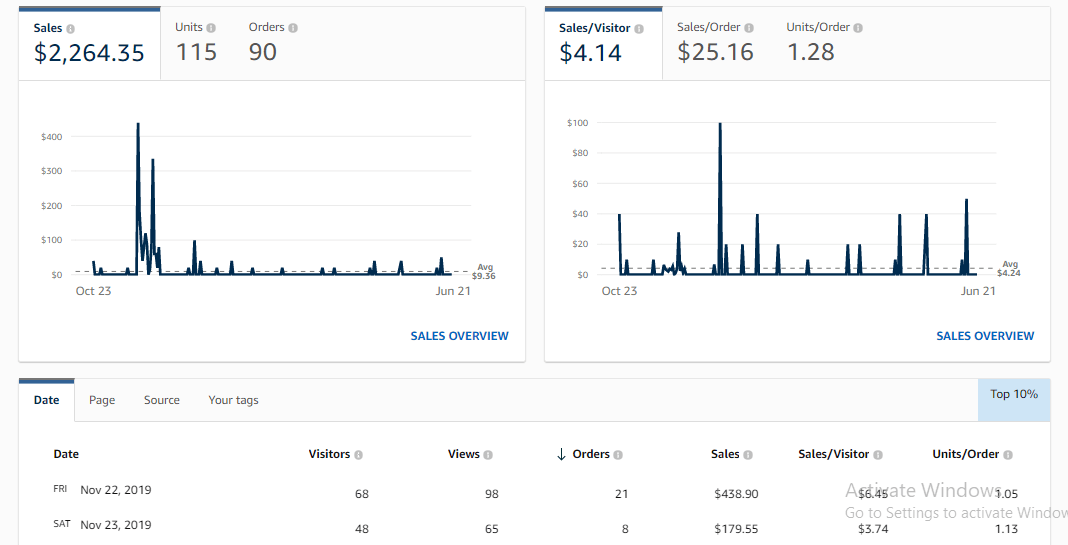 Sales Units Orders
$2,264.35 115 90
$400
$300
$200
$100
$0
Avg
$9.36
Oct 23 Jun 21
SALES OVERVIEW
Sales/Visitor Sales/Order Units/Order
$4.14 $25.16 1.28
$100
$80
$60
$40
$20
$0
Avg
$4.24
Oct 23 Jun 21
SALES OVERVIEW
Date Page Source Your tags Top 10%
Date Visitors Views ↓ Orders Sales Sales/Visitor Units/Order
FRI Nov 22, 2019 68 98 21 $438.90 $6.45 1.05
SAT Nov 23, 2019 48 65 8 $179.55 $3.74 1.13
Activate Windows
Go to Settings to activate Window